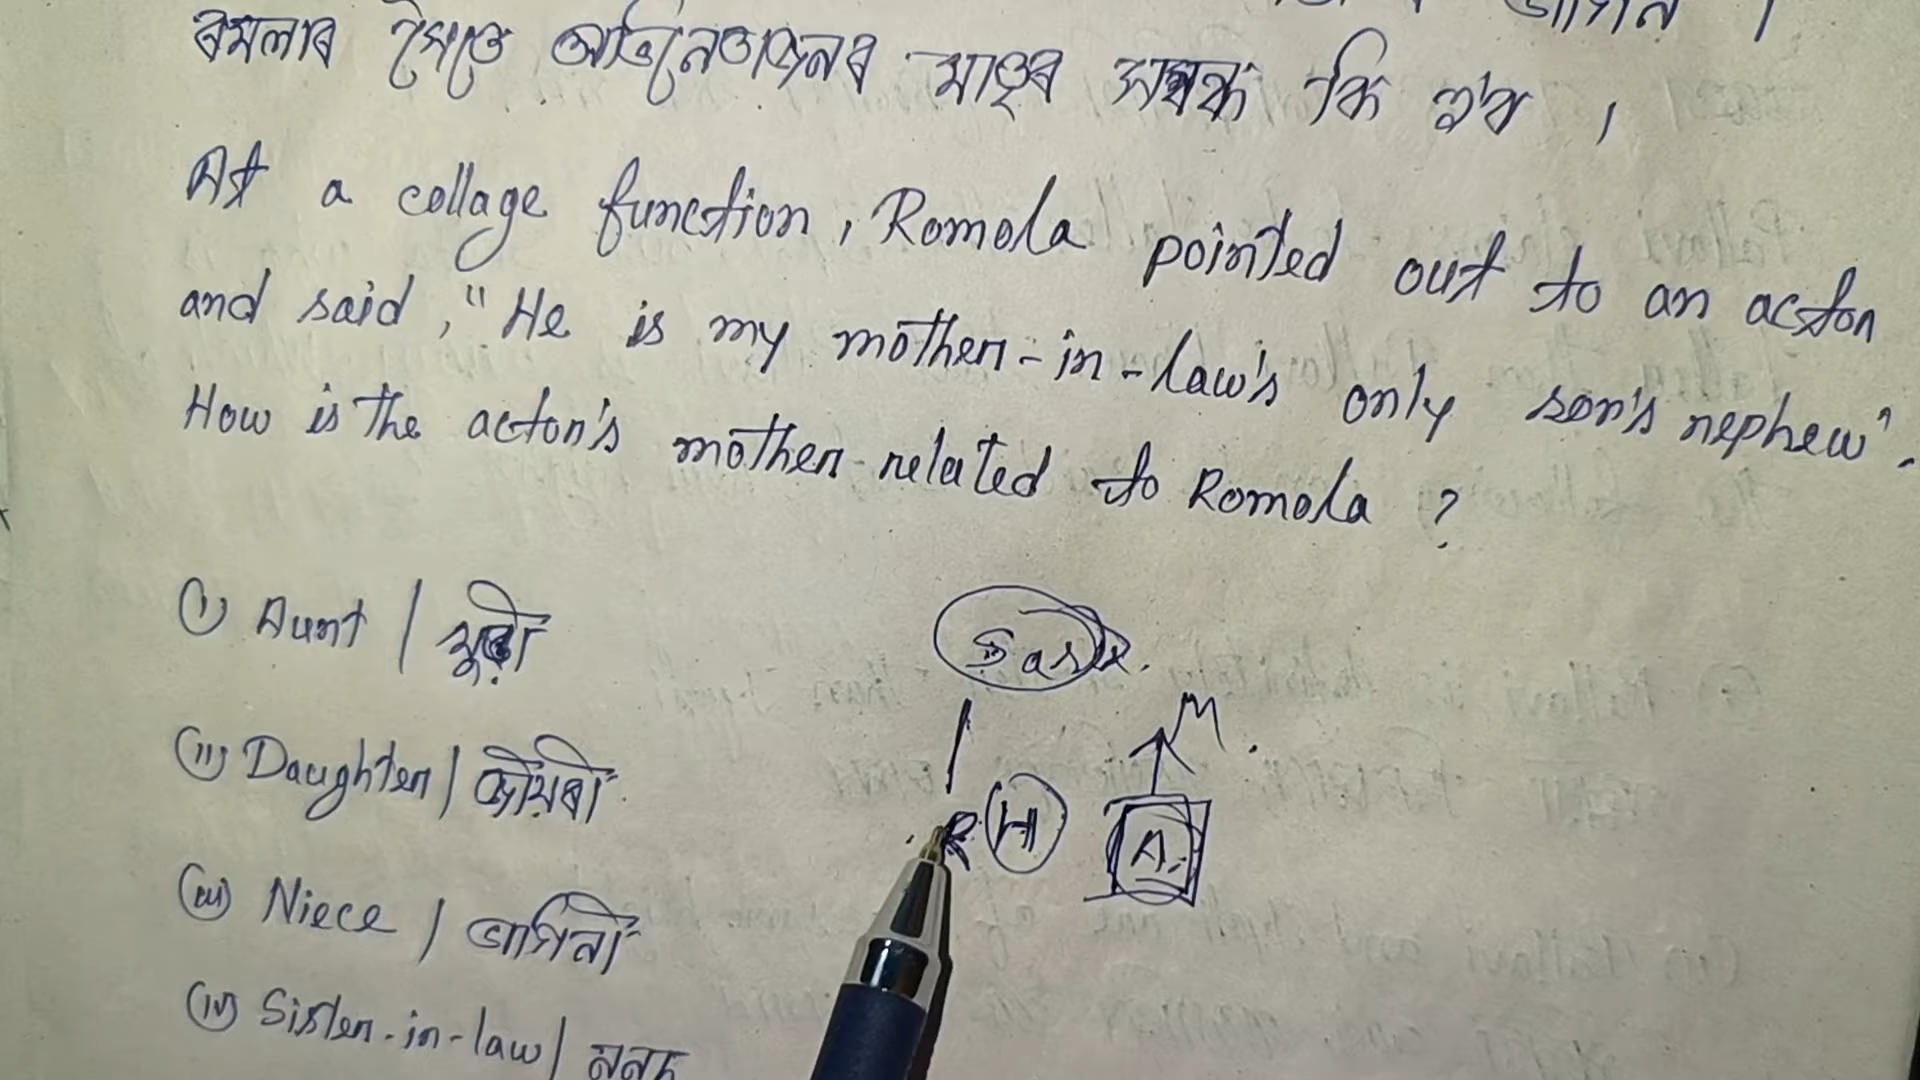 ৰমলাৰ সৈতে অভিনেতাজনৰ মাতৃৰ সম্বন্ধ কি হ'ব ।
At a collage function, Romola pointed out to an actor
and said, "He is my mother-in-law's only son's nephew".
How is the actor's mother related to Romola ?
(i) Aunt / খুৰী
(ii) Daughter / জীয়ৰী
(iii) Niece / ভাগিনী
(iv) Sister-in-law / ননদ
M.
R H A.